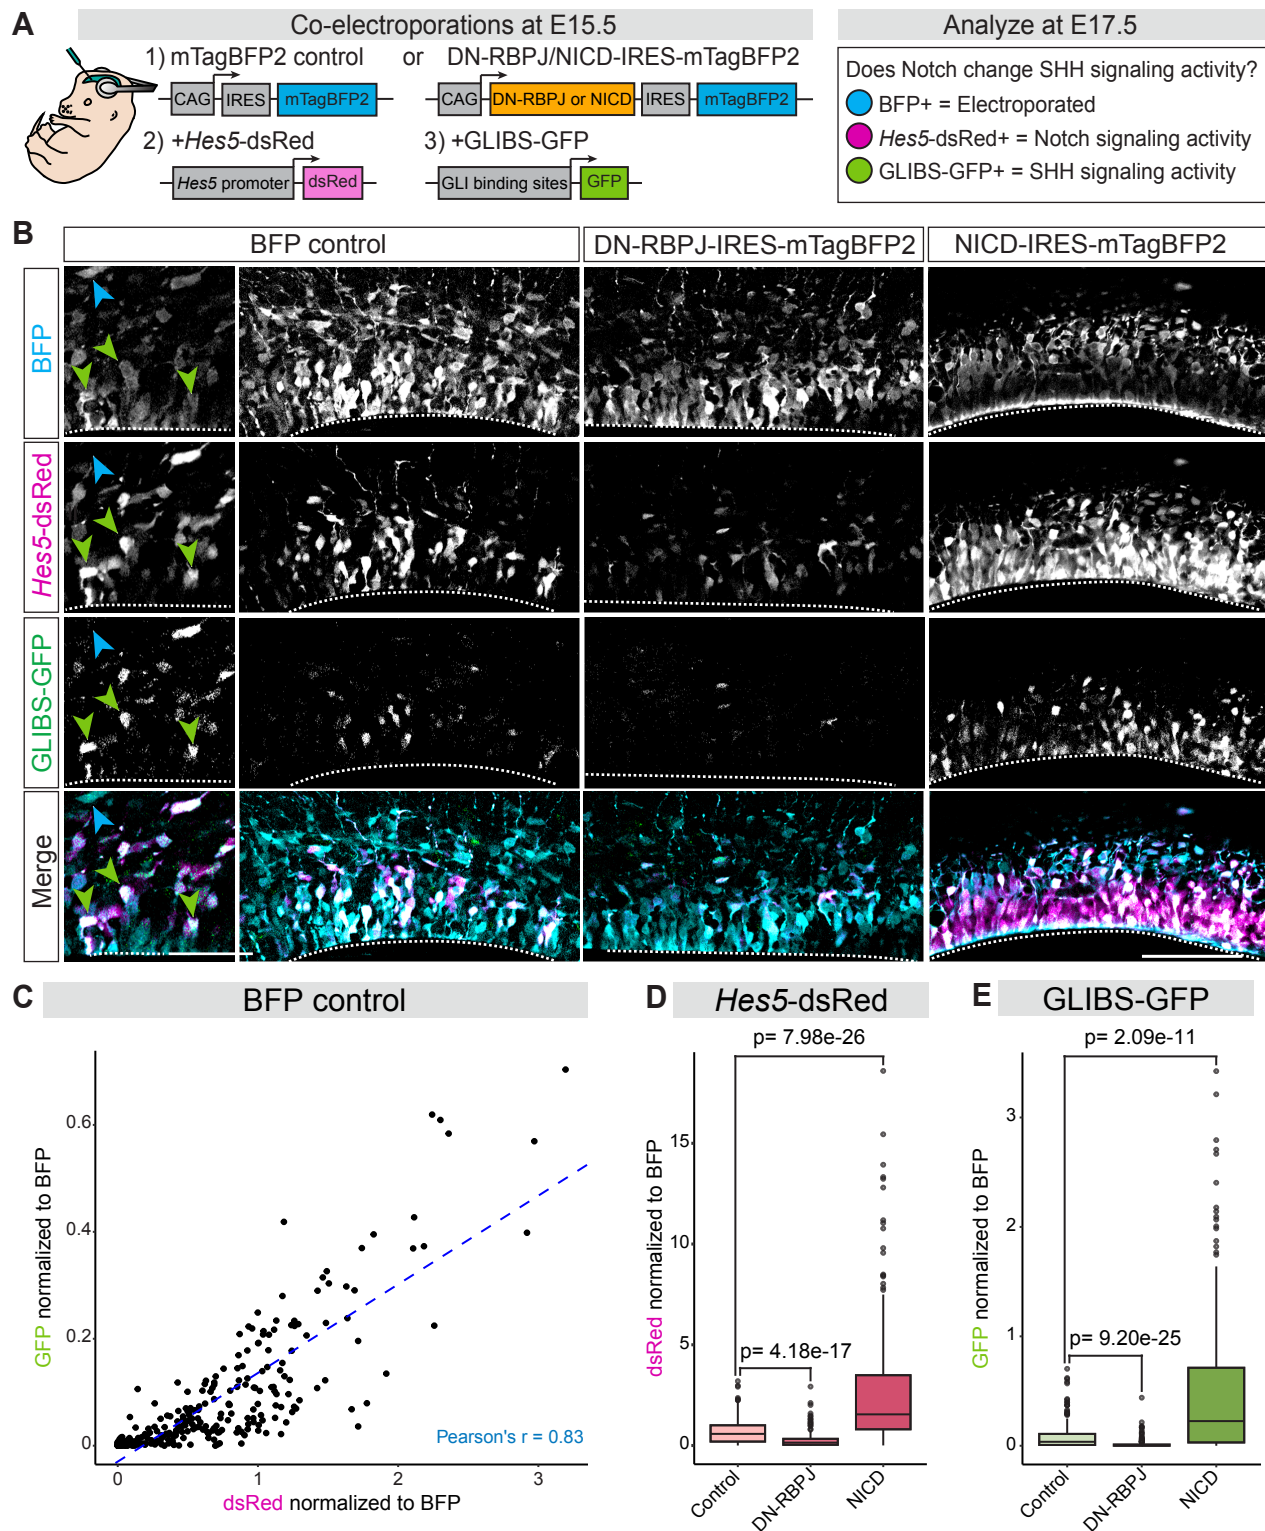 A
Co-electroporations at E15.5
Analyze at E17.5
1) mTagBFP2 control or DN-RBPJ/NICD-IRES-mTagBFP2
CAG IRES mTagBFP2
CAG DN-RBPJ or NICD IRES mTagBFP2
2) +Hes5-dsRed
3) +GLIBS-GFP
Hes5 promoter dsRed
GLI binding sites GFP
Does Notch change SHH signaling activity?
BFP+ = Electroporated
Hes5-dsRed+ = Notch signaling activity
GLIBS-GFP+ = SHH signaling activity
B
BFP control
DN-RBPJ-IRES-mTagBFP2
NICD-IRES-mTagBFP2
BFP
Hes5-dsRed
GLIBS-GFP
Merge
C
BFP control
GFP normalized to BFP
0.6
0.4
0.2
0
0 1 2 3
dsRed normalized to BFP
Pearson's r = 0.83
D
Hes5-dsRed
p= 7.98e-26
p= 4.18e-17
dsRed normalized to BFP
15
10
5
0
Control
DN-RBPJ
NICD
E
GLIBS-GFP
p= 2.09e-11
p= 9.20e-25
GFP normalized to BFP
3
2
1
0
Control
DN-RBPJ
NICD